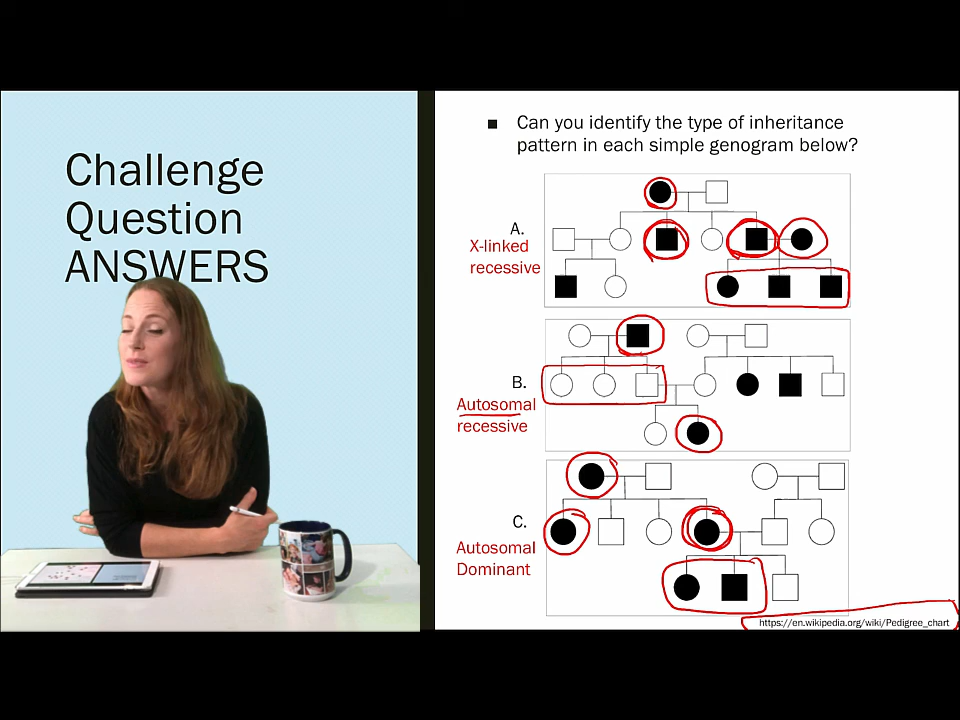 Challenge
Question
ANSWERS
■ Can you identify the type of inheritance
pattern in each simple genogram below?
A.
X-linked
recessive
B.
Autosomal
recessive
C.
Autosomal
Dominant
https://en.wikipedia.org/wiki/Pedigree_chart